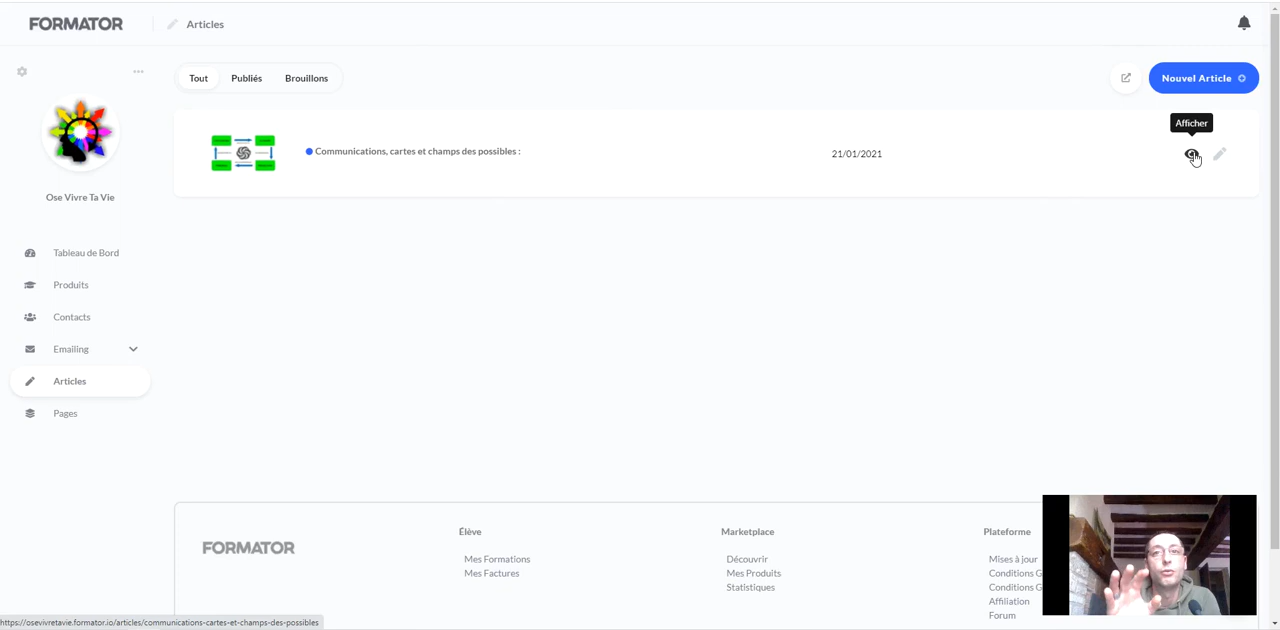 FORMATOR
Articles
Tout
Publiés
Brouillons
Nouvel Article
Afficher
Communications, cartes et champs des possibles :
21/01/2021
Ose Vivre Ta Vie
Tableau de Bord
Produits
Contacts
Emailing
Articles
Pages
FORMATOR
Élève
Mes Formations
Mes Factures
Marketplace
Découvrir
Mes Produits
Statistiques
Plateforme
Mises à jour
Conditions G
Conditions G
Affiliation
Forum
https://osevivretavie.formator.io/articles/communications-cartes-et-champs-des-possibles